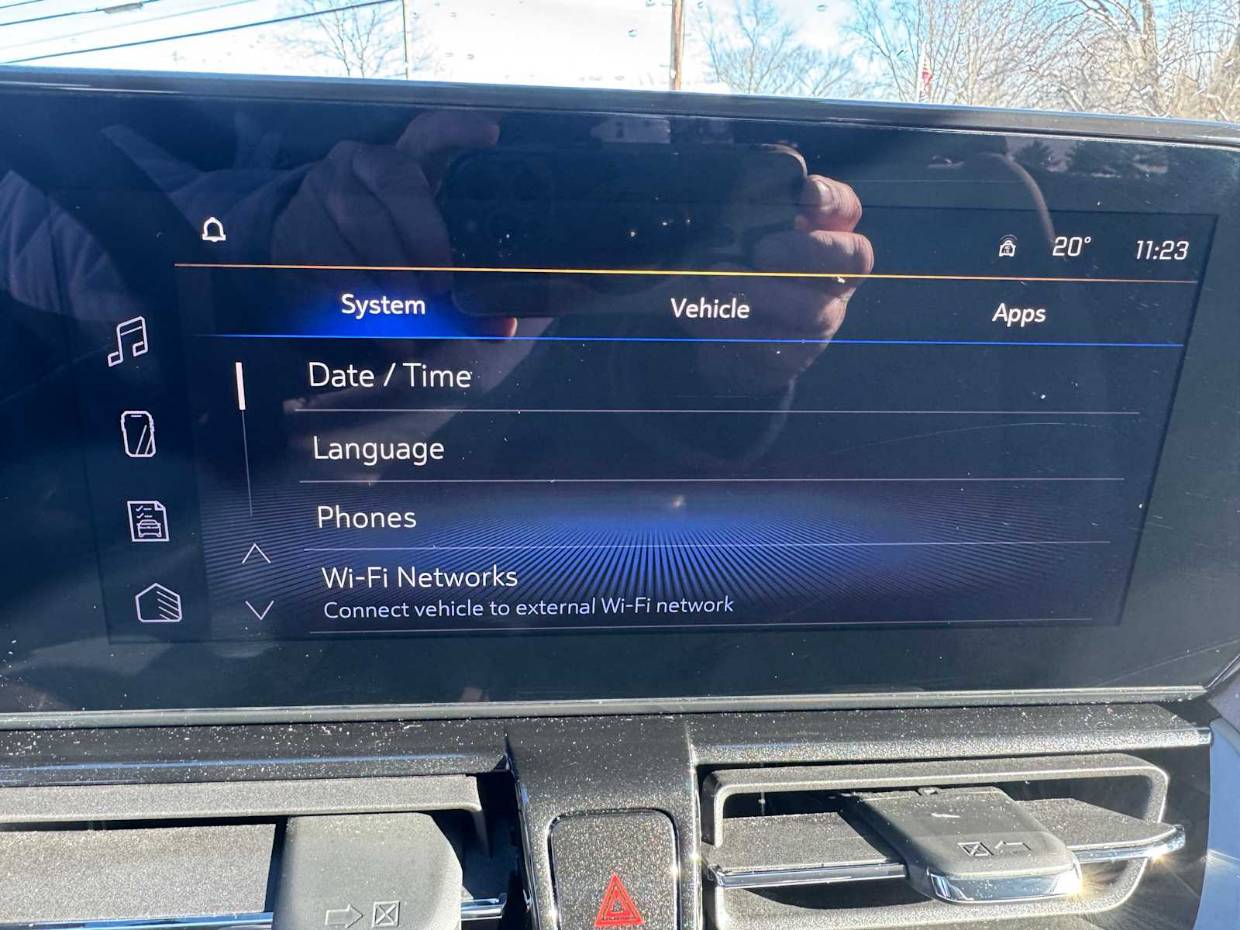 20° 11:23
System Vehicle Apps
Date / Time
Language
Phones
Wi-Fi Networks
Connect vehicle to external Wi-Fi network